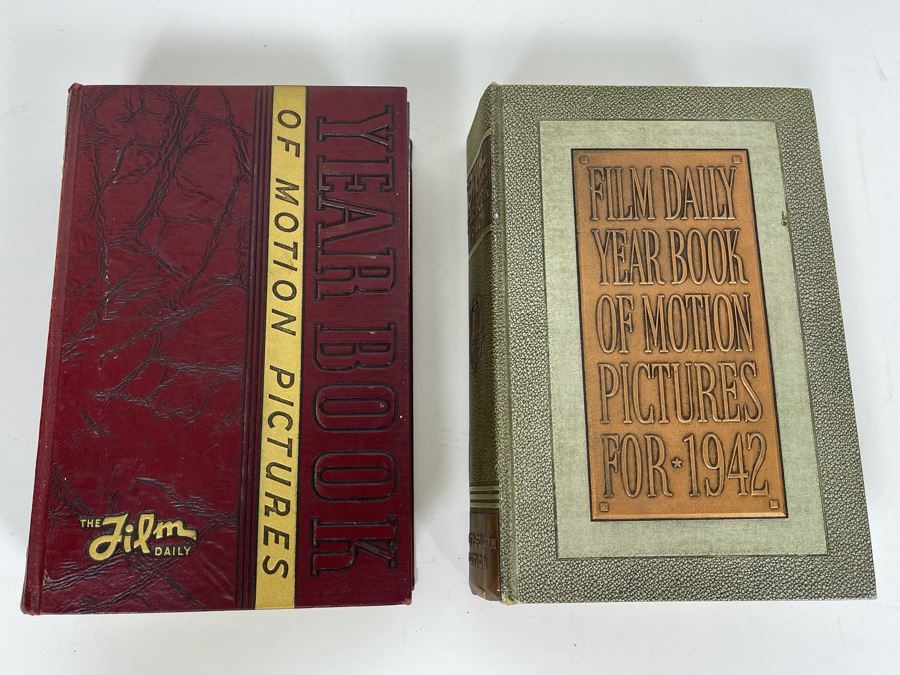 YEAR BOOK
OF MOTION PICTURES
THE Film DAILY
FILM DAILY
YEAR BOOK
OF MOTION
PICTURES
FOR * 1942